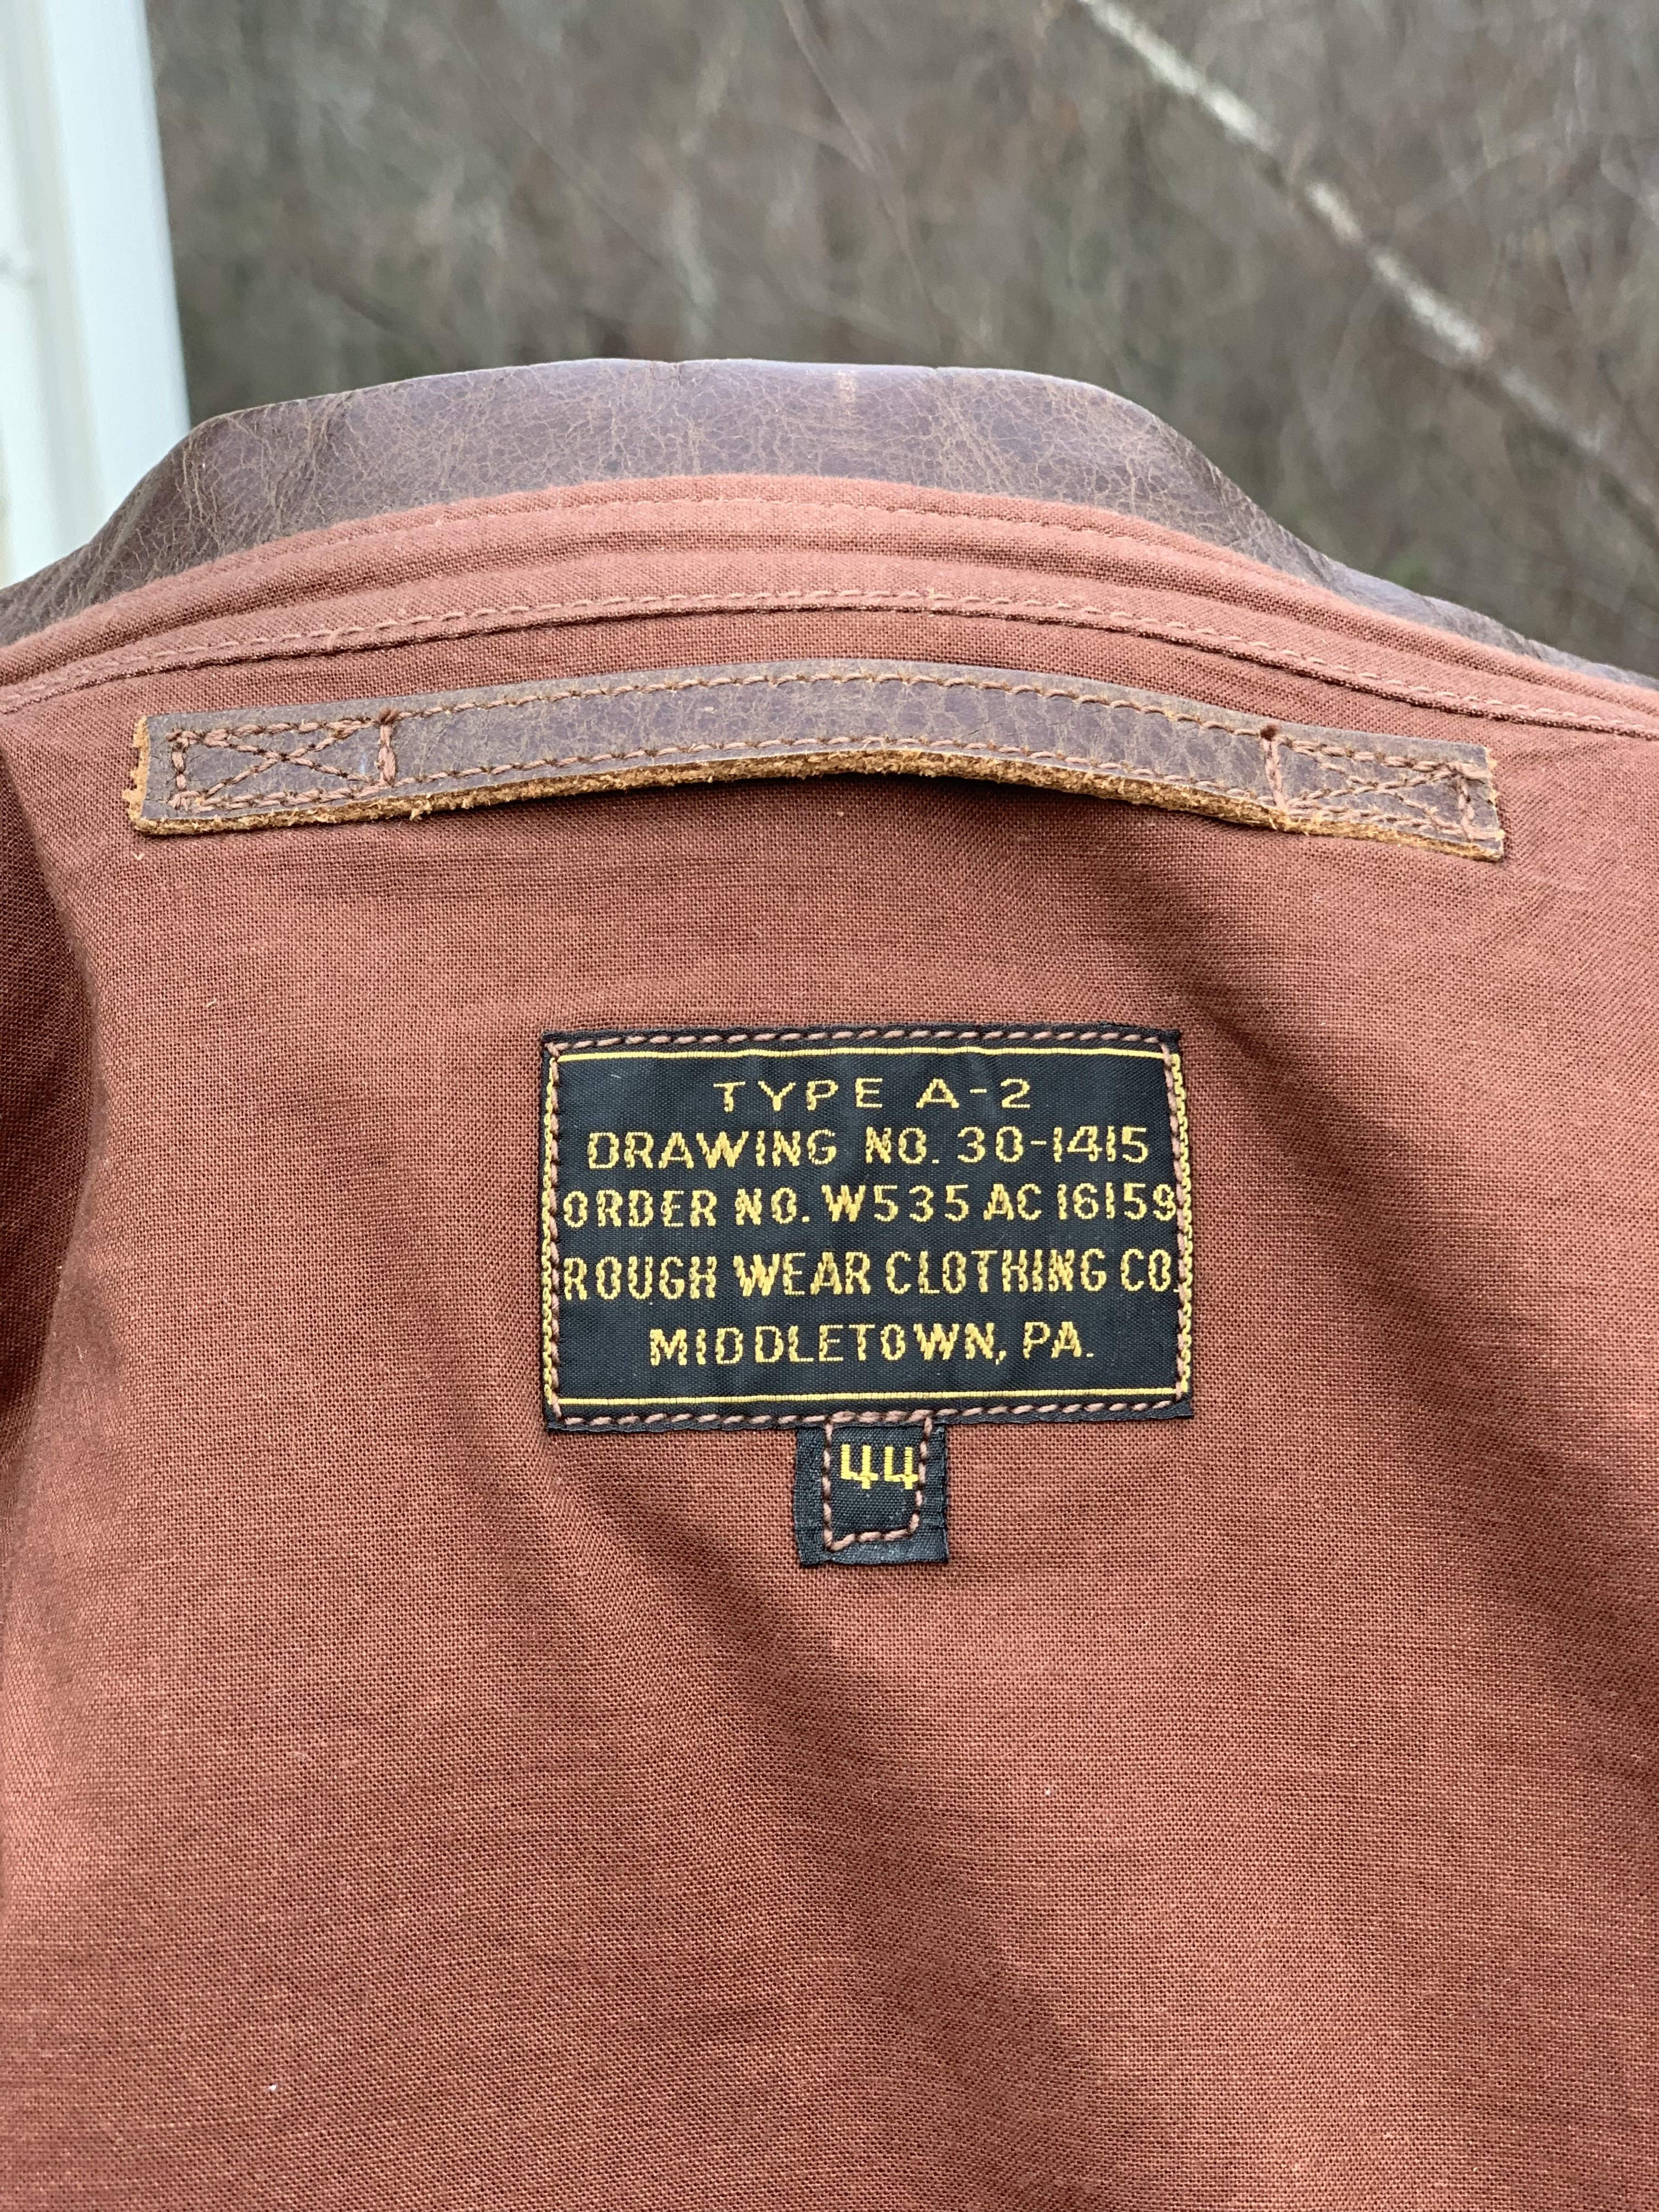 TYPE A-2
DRAWING NO. 30-1415
ORDER NO. W535 AC 16159
ROUGH WEAR CLOTHING CO.
MIDDLETOWN, PA.
44